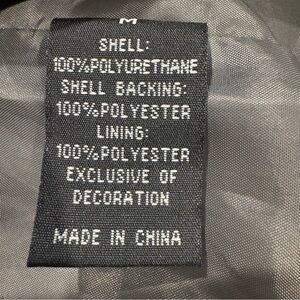 M
SHELL:
100%POLYURETHANE
SHELL BACKING:
100%POLYESTER
LINING:
100%POLYESTER
EXCLUSIVE OF
DECORATION
MADE IN CHINA